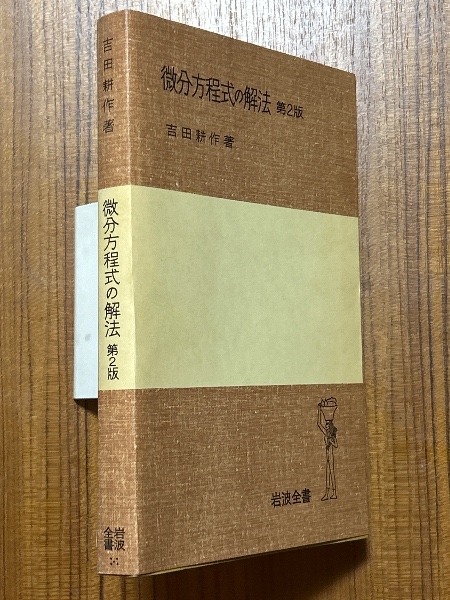 微分方程式の解法 第2版
吉田耕作著
岩波全書
吉田耕作著
微分方程式の解法 第2版
岩波
全書